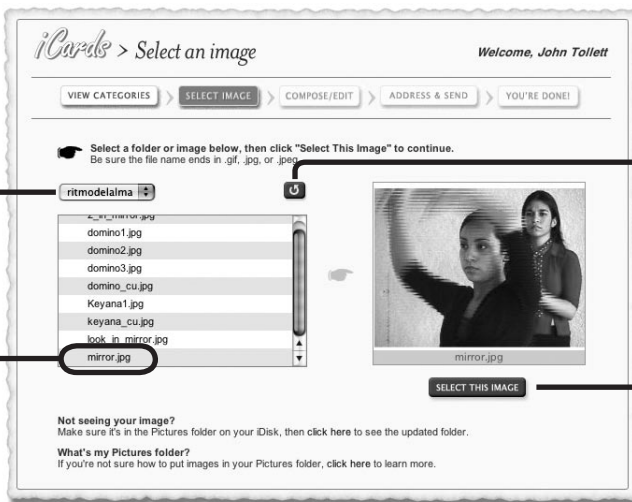 iCards > Select an image
Welcome, John Tollett
VIEW CATEGORIES
SELECT IMAGE
COMPOSE/EDIT
ADDRESS & SEND
YOU'RE DONE!
Select a folder or image below, then click "Select This Image" to continue.
Be sure the file name ends in .gif, .jpg, or .jpeg
ritmodelalma
2_in_mirror.jpg
domino1.jpg
domino2.jpg
domino3.jpg
domino_cu.jpg
Keyana1.jpg
keyana_cu.jpg
look_in_mirror.jpg
mirror.jpg
mirror.jpg
SELECT THIS IMAGE
Not seeing your image?
Make sure it's in the Pictures folder on your iDisk, then click here to see the updated folder.
What's my Pictures folder?
If you're not sure how to put images in your Pictures folder, click here to learn more.